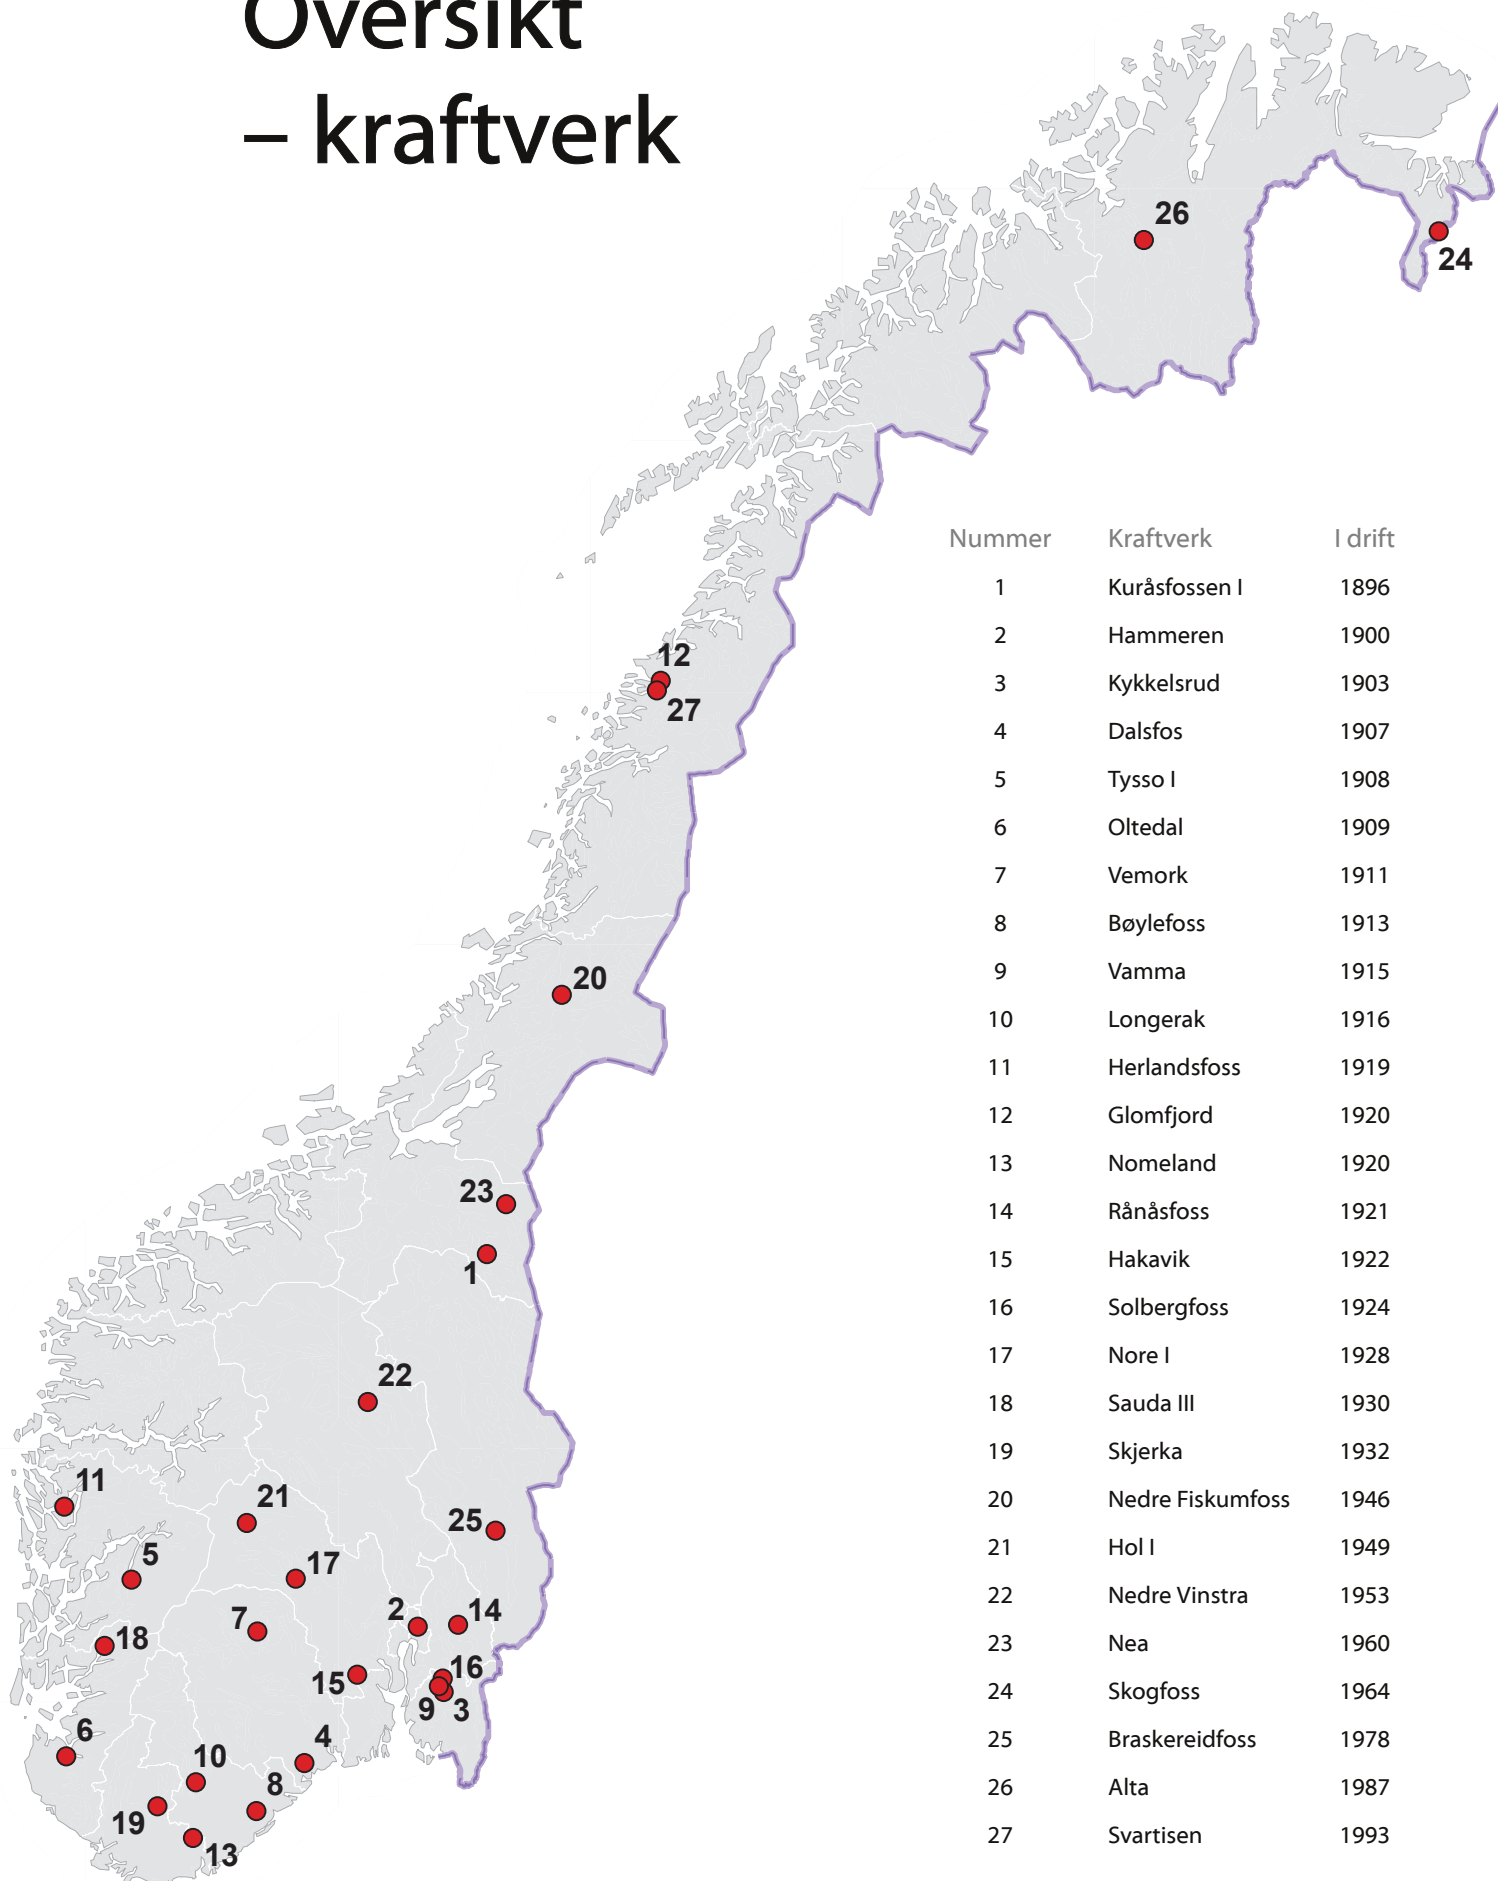 Oversikt
– kraftverk
26
24
12
27
20
23
1
22
11
21
25
5
17
7
2
14
18
16
15
9
3
6
4
10
8
19
13
Nummer Kraftverk I drift
1 Kuråsfossen I 1896
2 Hammeren 1900
3 Kykkelsrud 1903
4 Dalsfos 1907
5 Tysso I 1908
6 Oltedal 1909
7 Vemork 1911
8 Bøylefoss 1913
9 Vamma 1915
10 Longerak 1916
11 Herlandsfoss 1919
12 Glomfjord 1920
13 Nomeland 1920
14 Rånåsfoss 1921
15 Hakavik 1922
16 Solbergfoss 1924
17 Nore I 1928
18 Sauda III 1930
19 Skjerka 1932
20 Nedre Fiskumfoss 1946
21 Hol I 1949
22 Nedre Vinstra 1953
23 Nea 1960
24 Skogfoss 1964
25 Braskereidfoss 1978
26 Alta 1987
27 Svartisen 1993